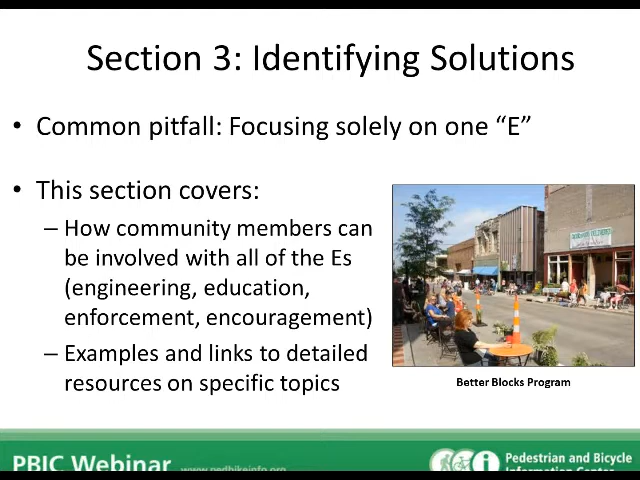 Section 3: Identifying Solutions
• Common pitfall: Focusing solely on one “E”
• This section covers:
– How community members can
be involved with all of the Es
(engineering, education,
enforcement, encouragement)
– Examples and links to detailed
resources on specific topics
Better Blocks Program
PBIC Webinar
www.pedbikeinfo.org
Pedestrian and Bicycle
Information Center